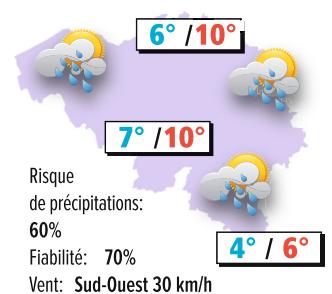 6° / 10°
7° / 10°
Risque
de précipitations:
60%
Fiabilité: 70%
4° / 6°
Vent: Sud-Ouest 30 km/h